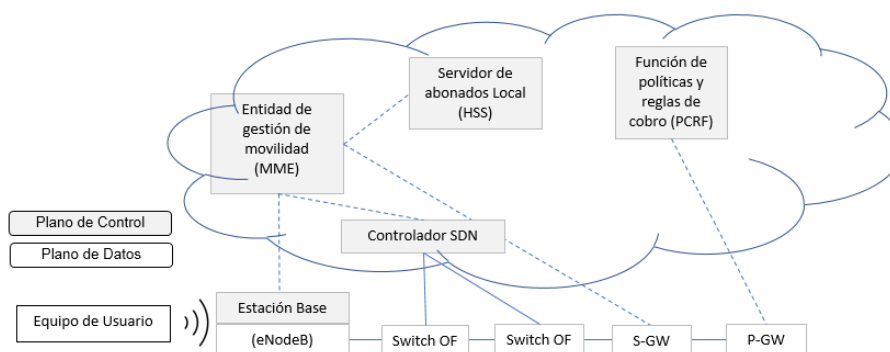 Servidor de
abonados Local
(HSS)
Función de
políticas y
reglas de
cobro (PCRF)
Entidad de
gestión de
movilidad
(MME)
Plano de Control
Plano de Datos
Controlador SDN
Equipo de Usuario
Estación Base
(eNodeB)
Switch OF
Switch OF
S-GW
P-GW